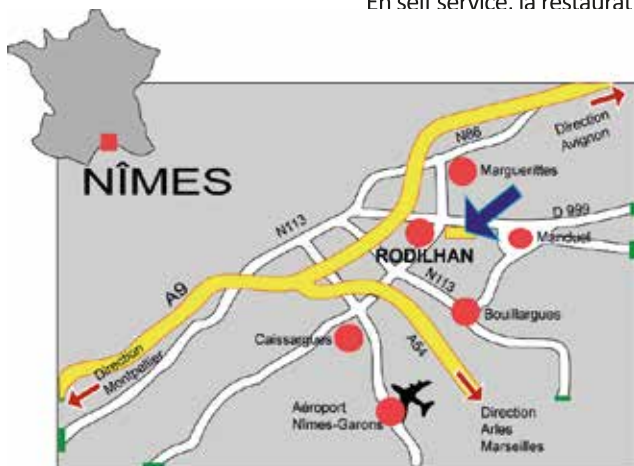 En self service, la restaurat
NÎMES
N86
Direction
Avignon
Marguerittes
N113
D 999
RODILHAN
Manduel
A9
N113
Bouillargues
Caissargues
A54
Direction
Montpellier
Aéroport
Nîmes-Garons
Direction
Arles
Marseilles